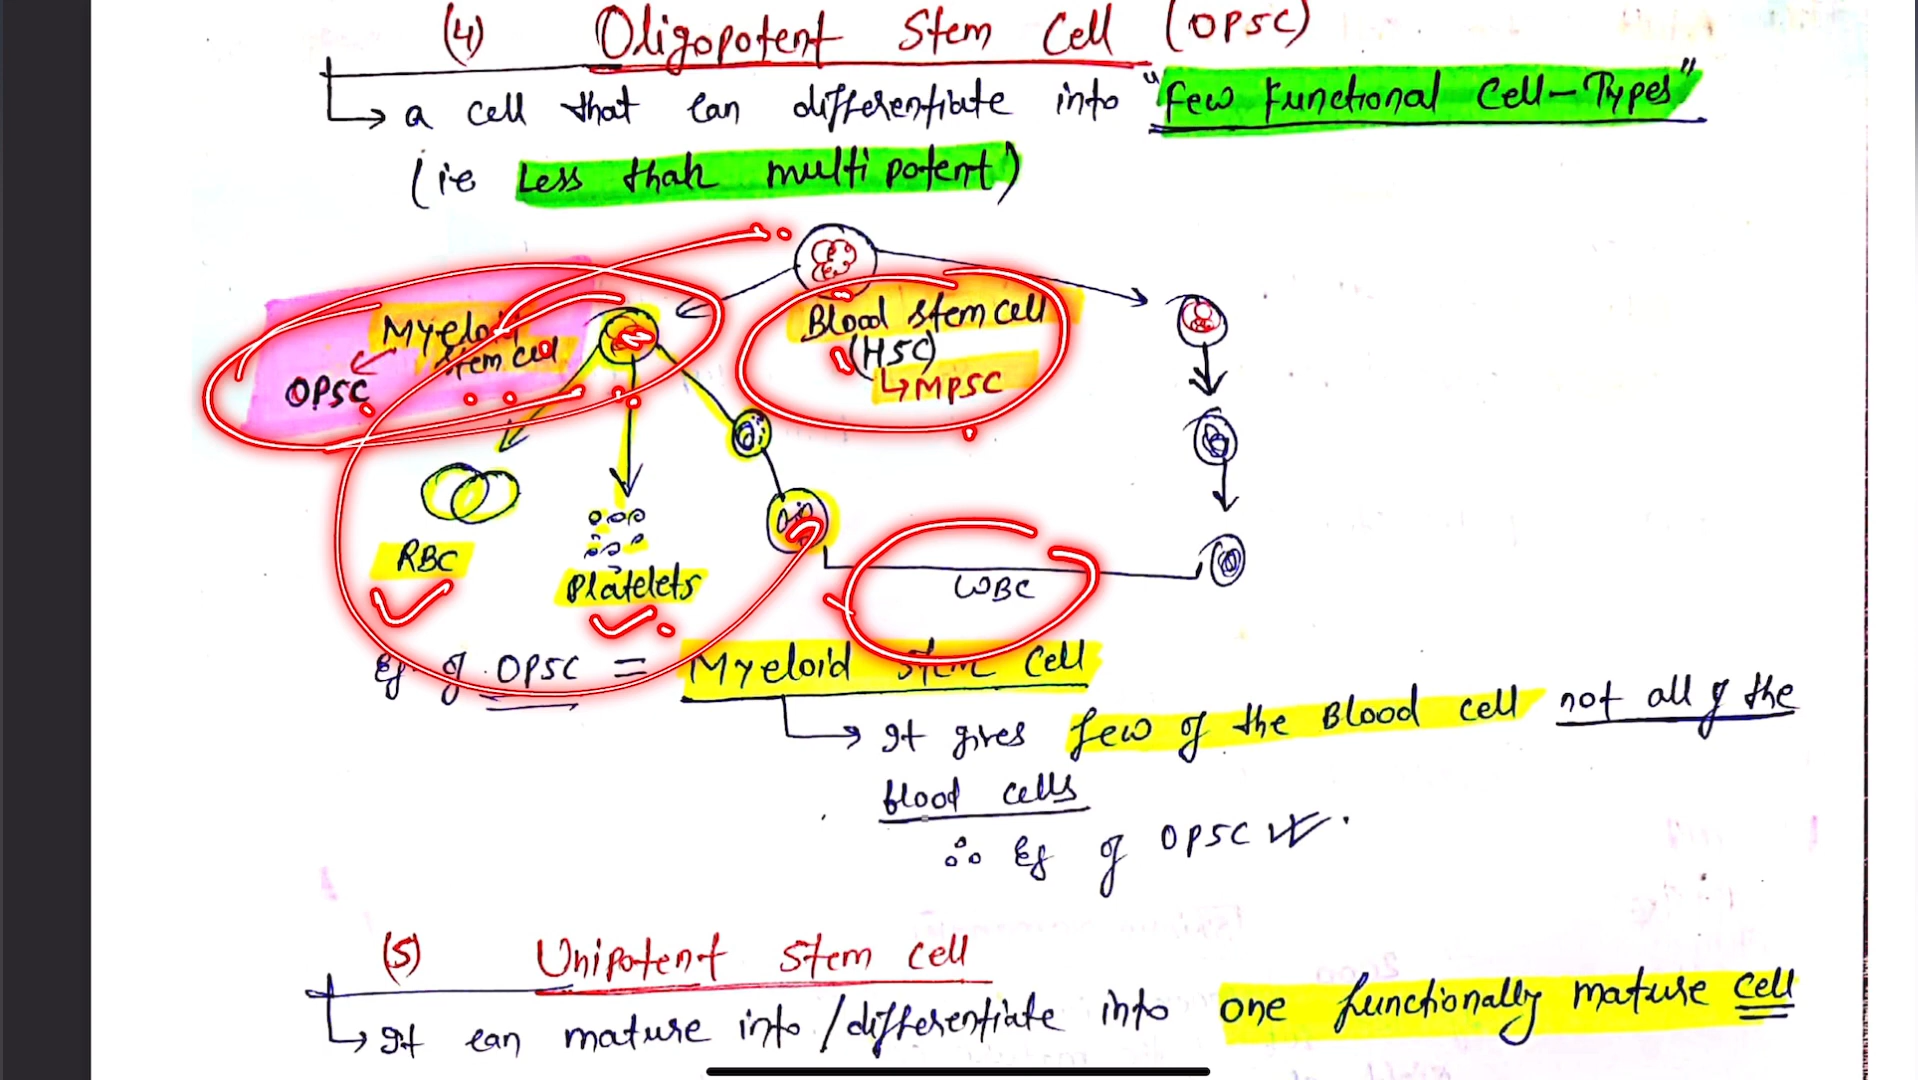 (4) Oligopotent Stem Cell (OPSC)
↳ a cell that can differentiate into "few Functional Cell-Types"
(ie Less than multipotent)
Blood stem cell
(HSC)
↳ MPSC
Myeloid
stem cell
OPSC
RBC
Platelets
WBC
Eg of OPSC = Myeloid stem cell
↳ It gives few of the Blood cell not all of the
blood cells
∴ Eg of OPSC
(5) Unipotent stem cell
↳ It can mature into/differentiate into one functionally mature cell